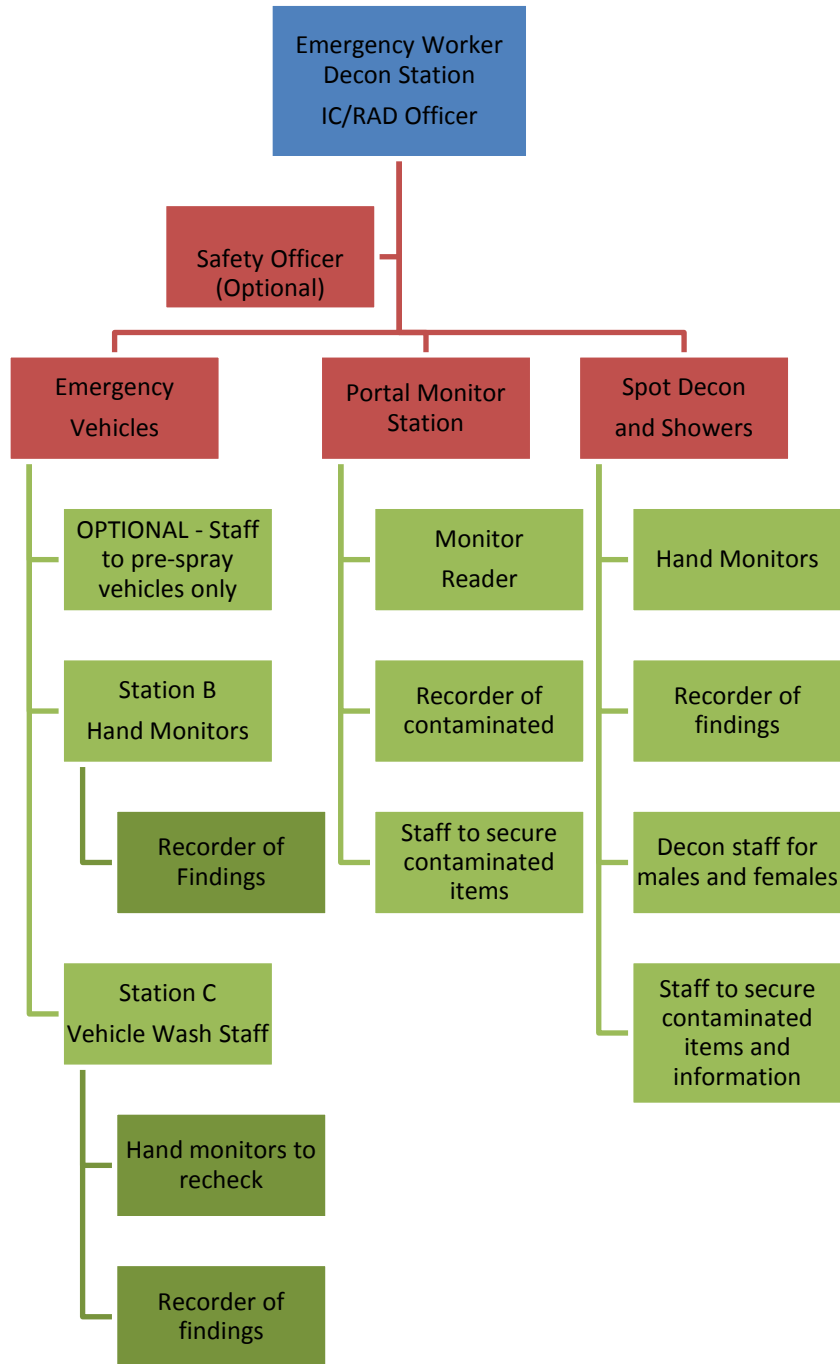 Emergency Worker
Decon Station
IC/RAD Officer
Safety Officer
(Optional)
Emergency
Vehicles
OPTIONAL - Staff
to pre-spray
vehicles only
Station B
Hand Monitors
Recorder of
Findings
Station C
Vehicle Wash Staff
Hand monitors to
recheck
Recorder of
findings
Portal Monitor
Station
Monitor
Reader
Recorder of
contaminated
Staff to secure
contaminated
items
Spot Decon
and Showers
Hand Monitors
Recorder of
findings
Decon staff for
males and females
Staff to secure
contaminated
items and
information